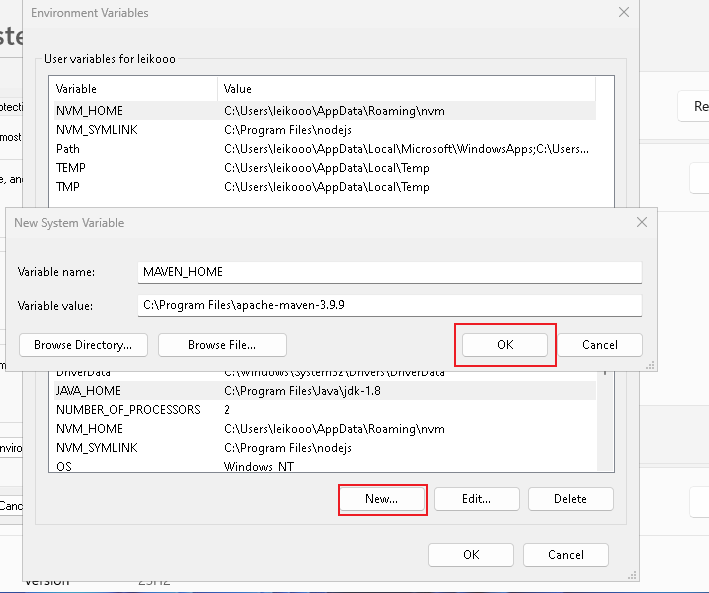 Environment Variables
ste
User variables for leikooo
Variable Value
NVM_HOME C:\Users\leikooo\AppData\Roaming\nvm
NVM_SYMLINK C:\Program Files\nodejs
Path C:\Users\leikooo\AppData\Local\Microsoft\WindowsApps;C:\Users...
TEMP C:\Users\leikooo\AppData\Local\Temp
TMP C:\Users\leikooo\AppData\Local\Temp
otecti
Re
most
e, and
New System Variable
Variable name: MAVEN_HOME
Variable value: C:\Program Files\apache-maven-3.9.9
Browse Directory... Browse File... OK Cancel
DriverData C:\Windows\System32\Drivers\DriverData
JAVA_HOME C:\Program Files\Java\jdk-1.8
NUMBER_OF_PROCESSORS 2
NVM_HOME C:\Users\leikooo\AppData\Roaming\nvm
NVM_SYMLINK C:\Program Files\nodejs
OS Windows_NT
nviro
New... Edit... Delete
Canc
OK Cancel
Version 23H2